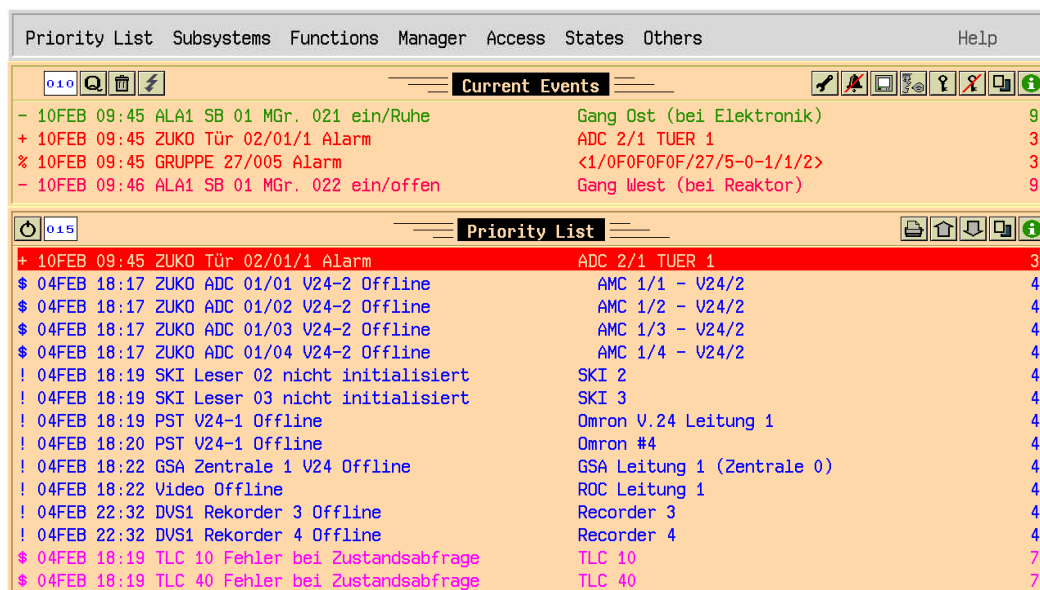 Priority List Subsystems Functions Manager Access States Others Help
010 Q Current Events
- 10FEB 09:45 ALA1 SB 01 MGr. 021 ein/Ruhe Gang Ost (bei Elektronik) 9
+ 10FEB 09:45 ZUKO Tür 02/01/1 Alarm ADC 2/1 TUER 1 3
% 10FEB 09:45 GRUPPE 27/005 Alarm <1/0F0F0F0F/27/5-0-1/1/2> 3
- 10FEB 09:46 ALA1 SB 01 MGr. 022 ein/offen Gang West (bei Reaktor) 9
015 Priority List
+ 10FEB 09:45 ZUKO Tür 02/01/1 Alarm ADC 2/1 TUER 1 3
$ 04FEB 18:17 ZUKO ADC 01/01 V24-2 Offline AMC 1/1 - V24/2 4
$ 04FEB 18:17 ZUKO ADC 01/02 V24-2 Offline AMC 1/2 - V24/2 4
$ 04FEB 18:17 ZUKO ADC 01/03 V24-2 Offline AMC 1/3 - V24/2 4
$ 04FEB 18:17 ZUKO ADC 01/04 V24-2 Offline AMC 1/4 - V24/2 4
! 04FEB 18:19 SKI Leser 02 nicht initialisiert SKI 2 4
! 04FEB 18:19 SKI Leser 03 nicht initialisiert SKI 3 4
! 04FEB 18:19 PST V24-1 Offline Omron V.24 Leitung 1 4
! 04FEB 18:20 PST V24-1 Offline Omron #4 4
! 04FEB 18:22 GSA Zentrale 1 V24 Offline GSA Leitung 1 (Zentrale 0) 4
! 04FEB 18:22 Video Offline ROC Leitung 1 4
! 04FEB 22:32 DVS1 Rekorder 3 Offline Recorder 3 4
! 04FEB 22:32 DVS1 Rekorder 4 Offline Recorder 4 4
$ 04FEB 18:19 TLC 10 Fehler bei Zustandsabfrage TLC 10 7
$ 04FEB 18:19 TLC 40 Fehler bei Zustandsabfrage TLC 40 7